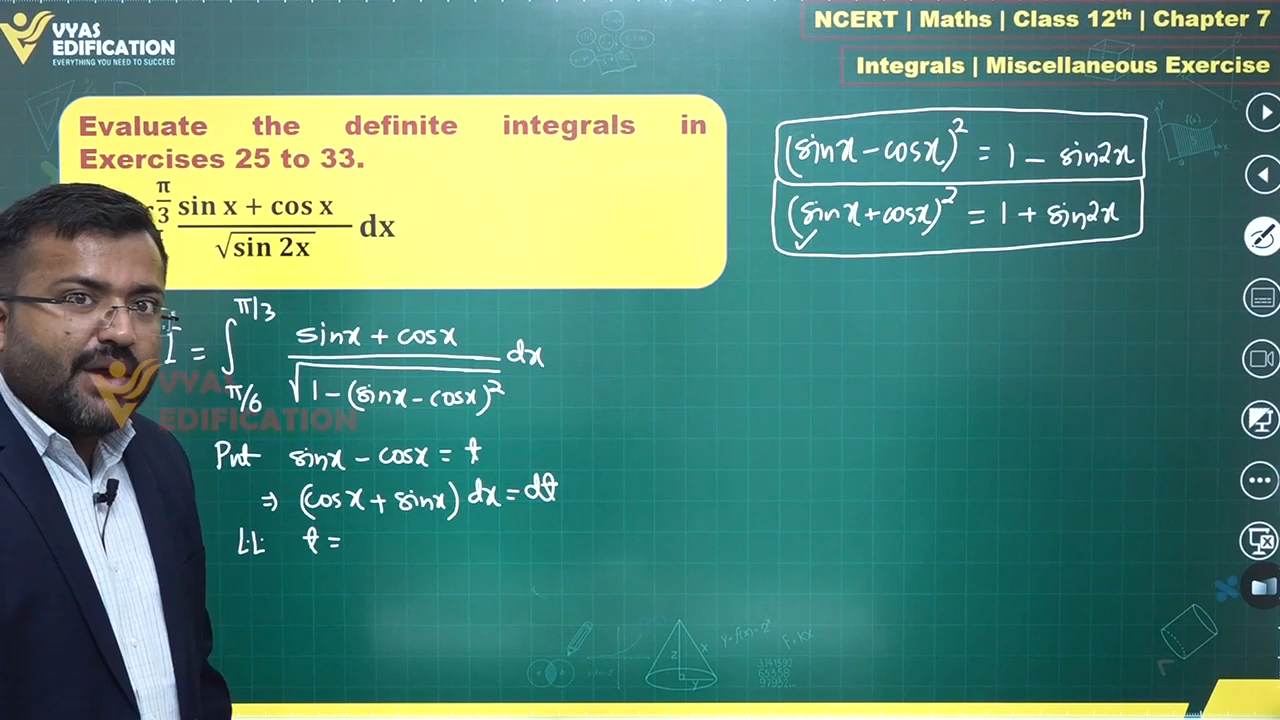 VYAS
EDIFICATION
EVERYTHING YOU NEED TO SUCCEED
NCERT | Maths | Class 12th | Chapter 7
Integrals | Miscellaneous Exercise
Evaluate the definite integrals in
Exercises 25 to 33.
π/3 sin x + cos x / √sin 2x dx
(sinx - cosx)² = 1 - sin2x
(sinx + cosx)² = 1 + sin2x
I = ∫ π/6 π/3 sinx + cosx / √1 - (sinx - cosx)² dx
VYAS
EDIFICATION
Put sinx - cosx = t
⇒ (cosx + sinx) dx = dt
L.L. t =